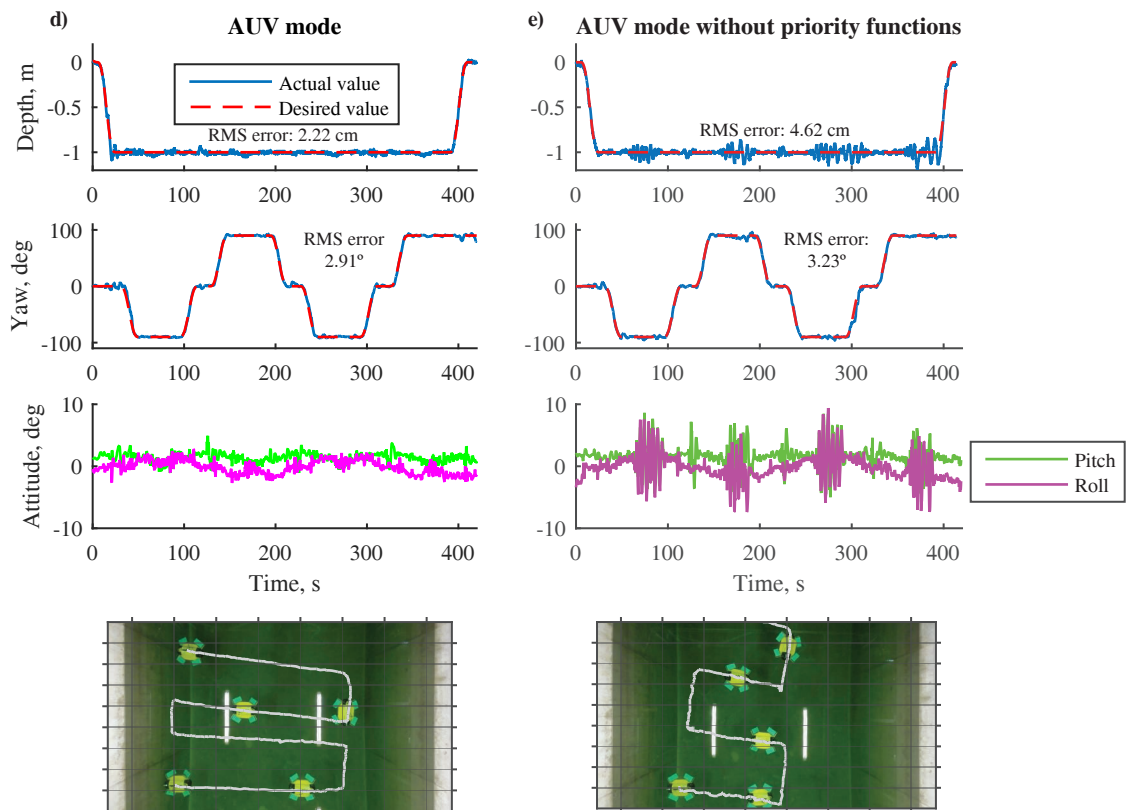 d)
AUV mode
0
-0.5
-1
Depth, m
Actual value
Desired value
RMS error: 2.22 cm
0
100
200
300
400
100
0
-100
Yaw, deg
RMS error
2.91º
0
100
200
300
400
10
0
-10
Attitude, deg
0
100
200
300
400
Time, s
e)
AUV mode without priority functions
0
-0.5
-1
RMS error: 4.62 cm
0
100
200
300
400
100
0
-100
RMS error:
3.23º
0
100
200
300
400
10
0
-10
Pitch
Roll
0
100
200
300
400
Time, s